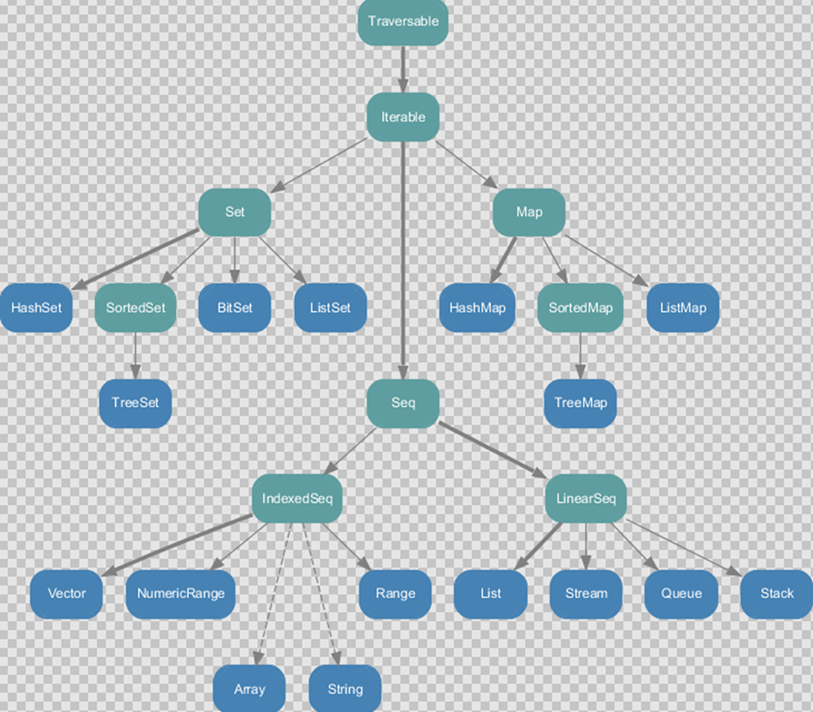 Traversable
Iterable
Set
Map
HashSet
SortedSet
BitSet
ListSet
HashMap
SortedMap
ListMap
TreeSet
Seq
TreeMap
IndexedSeq
LinearSeq
Vector
NumericRange
Range
List
Stream
Queue
Stack
Array
String